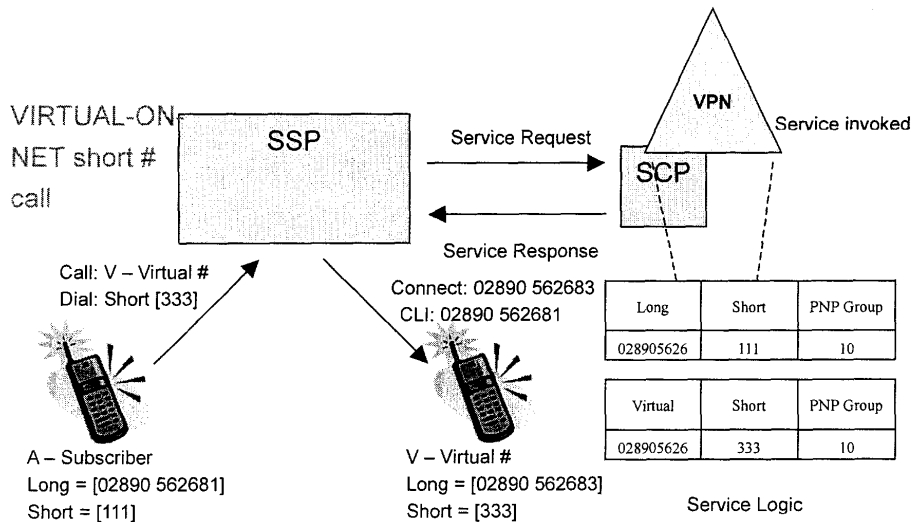 VIRTUAL-ON-
NET short #
call
SSP
Service Request
Service Response
VPN
Service invoked
SCP
Call: V – Virtual #
Dial: Short [333]
Connect: 02890 562683
CLI: 02890 562681
Long Short PNP Group
028905626 111 10
Virtual Short PNP Group
028905626 333 10
A – Subscriber
Long = [02890 562681]
Short = [111]
V – Virtual #
Long = [02890 562683]
Short = [333]
Service Logic